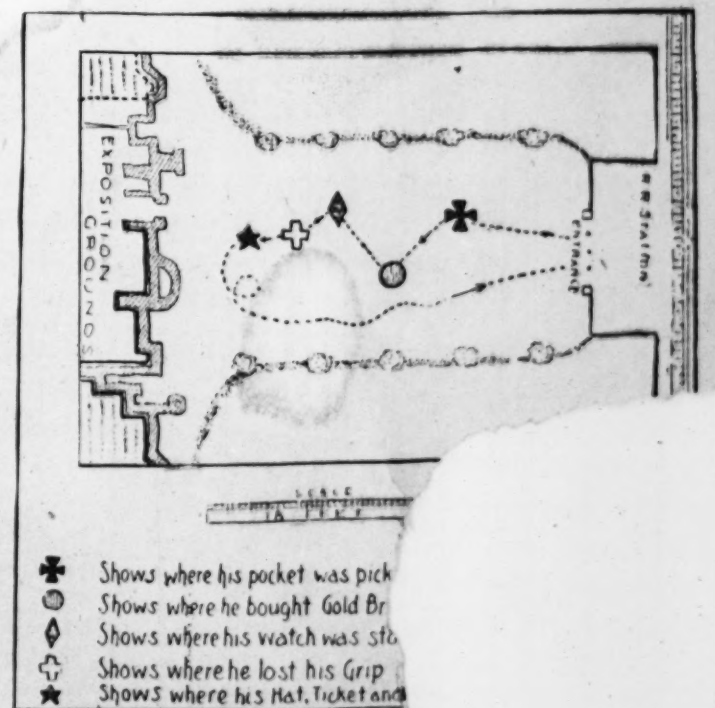 EXPOSITION
GROUNDS
ENTRANCE
R R Station
SCALE
Shows where his pocket was pick
Shows where he bought Gold Br
Shows where his watch was sto
Shows where he lost his Grip
Shows where his Hat, Ticket and